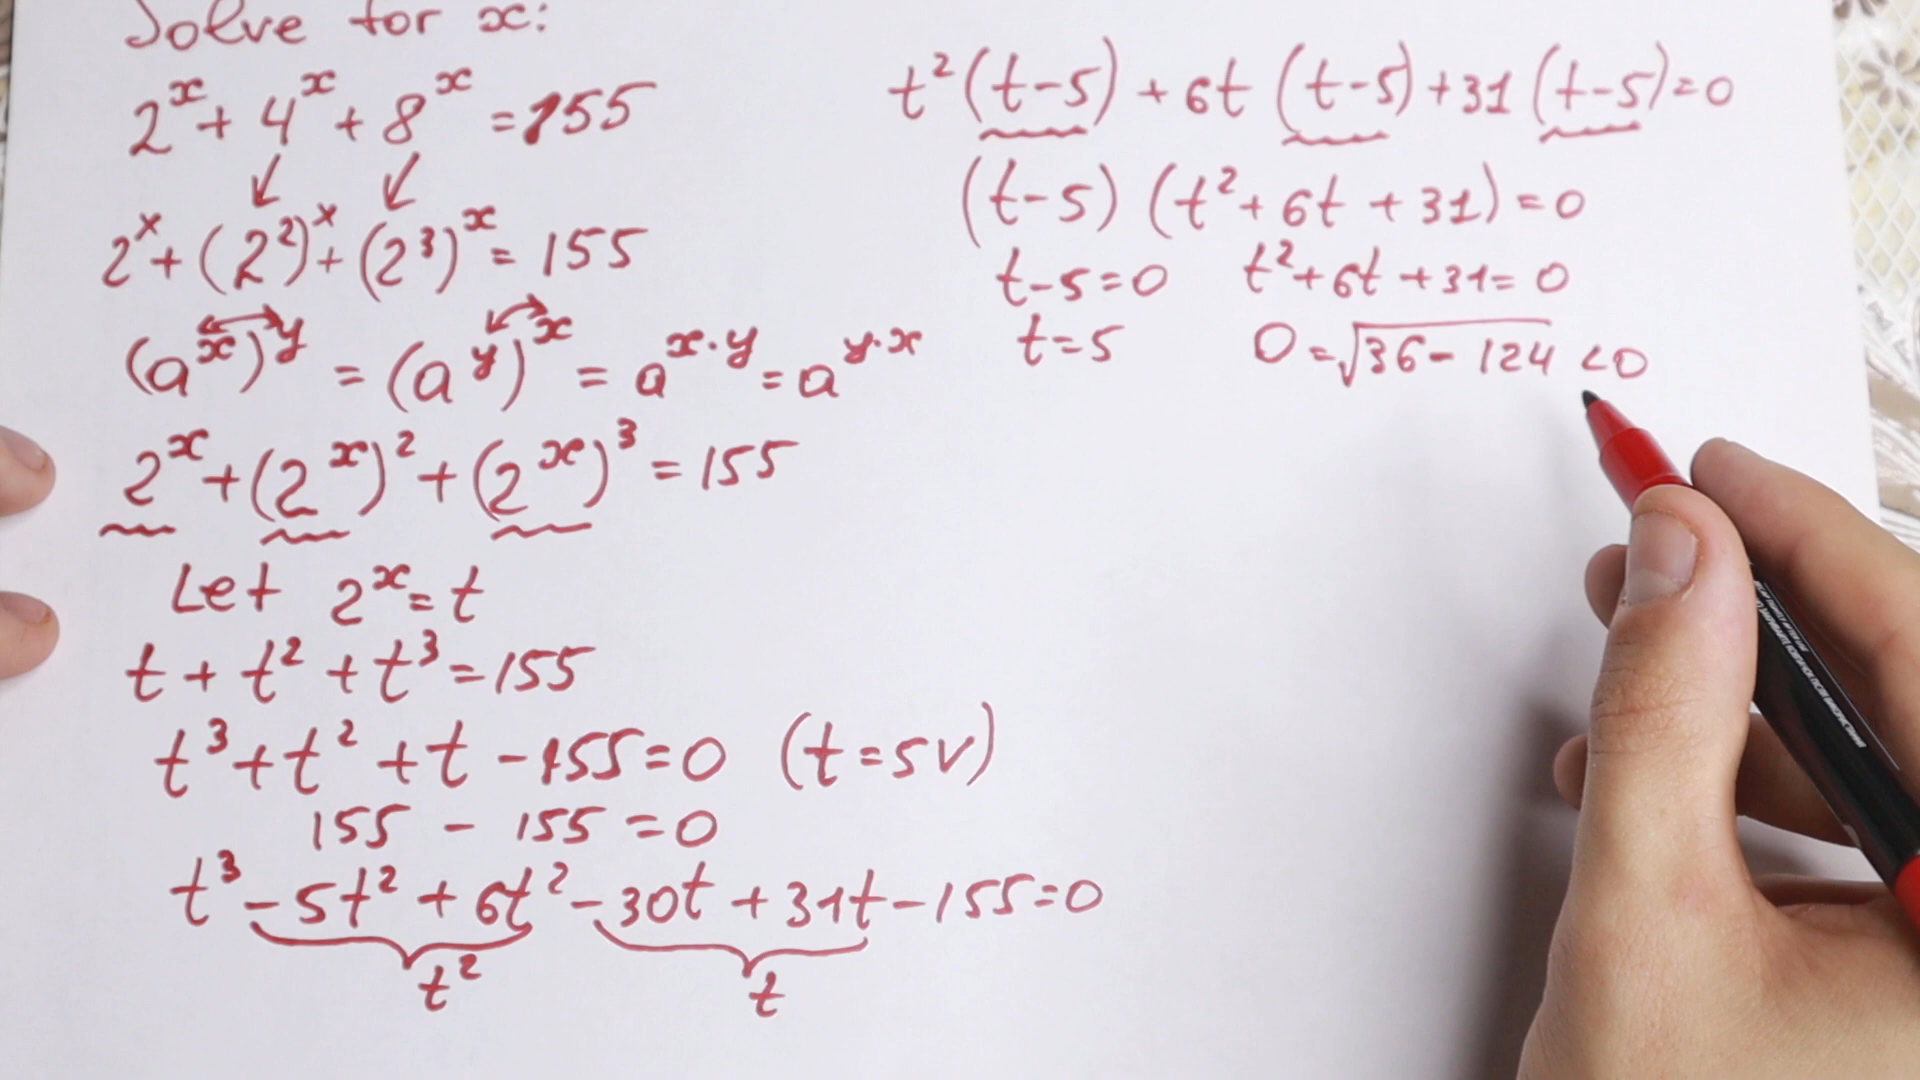 Solve for x:
2^x + 4^x + 8^x = 155
2^x + (2^2)^x + (2^3)^x = 155
(a^x)^y = (a^y)^x = a^{x·y} = a^{y·x}
2^x + (2^x)^2 + (2^x)^3 = 155
Let 2^x = t
t + t^2 + t^3 = 155
t^3 + t^2 + t - 155 = 0 (t = 5 v)
155 - 155 = 0
t^3 - 5t^2 + 6t^2 - 30t + 31t - 155 = 0
t^2 t
t^2 (t-5) + 6t (t-5) + 31 (t-5) = 0
(t-5) (t^2 + 6t + 31) = 0
t-5 = 0 t^2 + 6t + 31 = 0
t = 5 D = √36 - 124 < 0